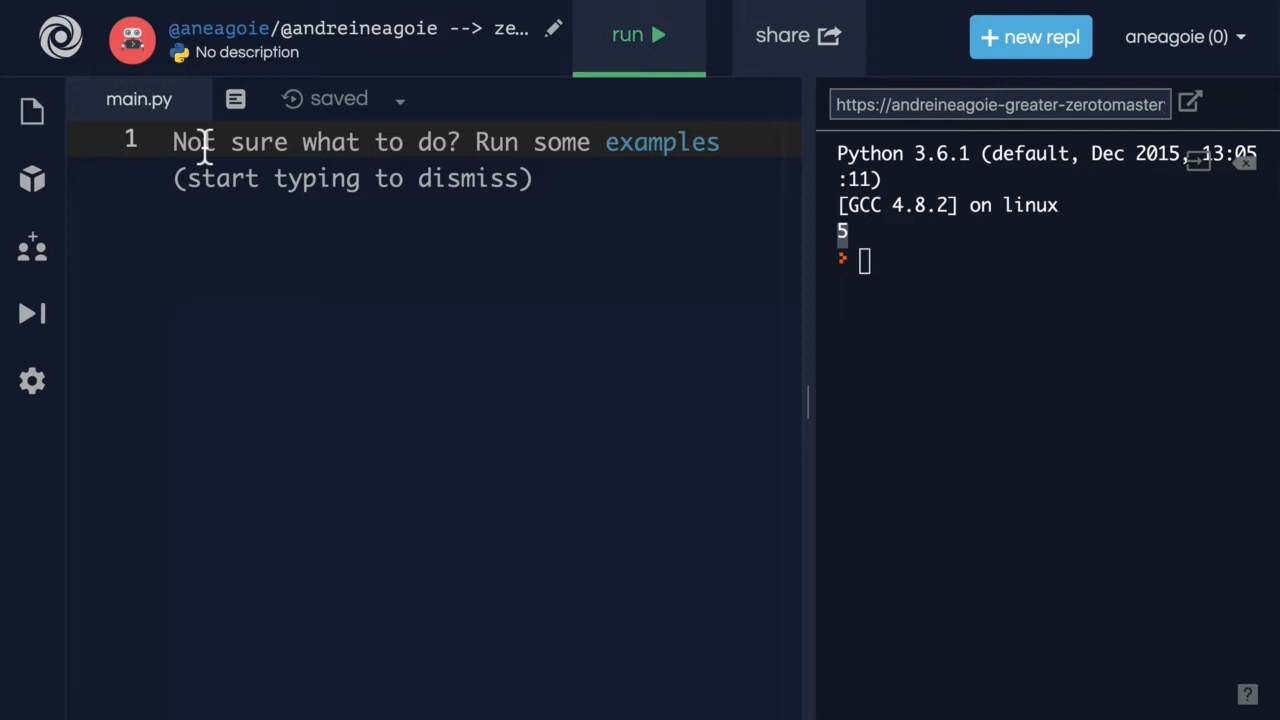 @aneagoie/@andreineagoie --> ze...
No description
run
share
+ new repl
aneagoie (0)
main.py
saved
https://andreineagoie-greater-zerotomaster
1
Not sure what to do? Run some examples
(start typing to dismiss)
Python 3.6.1 (default, Dec 2015, 13:05
:11)
[GCC 4.8.2] on linux
5
?